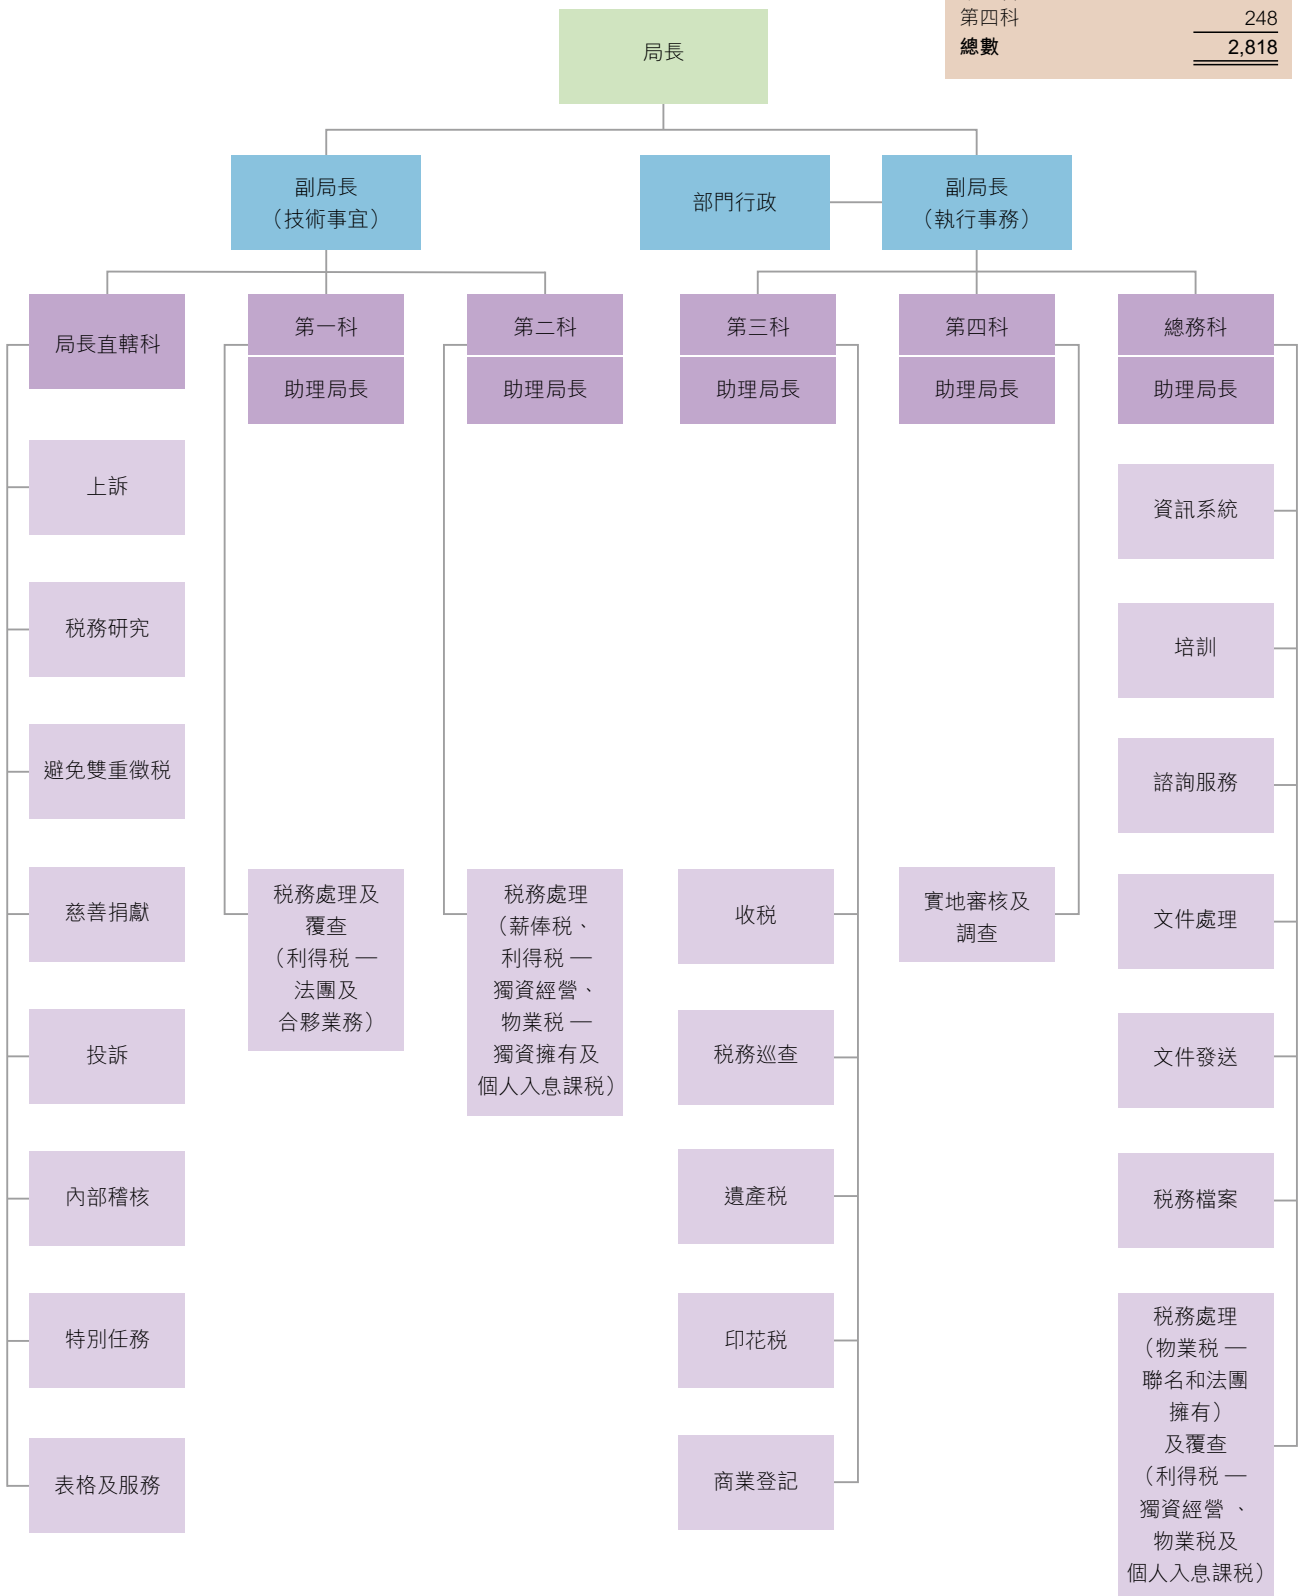 第四科 248
總數 2,818
局長
副局長
（技術事宜）
部門行政
副局長
（執行事務）
局長直轄科
第一科
助理局長
第二科
助理局長
第三科
助理局長
第四科
助理局長
總務科
助理局長
上訴
稅務研究
避免雙重徵稅
慈善捐獻
投訴
內部稽核
特別任務
表格及服務
稅務處理及
覆查
（利得稅 —
法團及
合夥業務）
稅務處理
（薪俸稅、
利得稅 —
獨資經營、
物業稅 —
獨資擁有及
個人入息課稅）
收稅
稅務巡查
遺產稅
印花稅
商業登記
實地審核及
調查
資訊系統
培訓
諮詢服務
文件處理
文件發送
稅務檔案
稅務處理
（物業稅 —
聯名和法團
擁有）
及覆查
（利得稅 —
獨資經營 、
物業稅及
個人入息課稅）